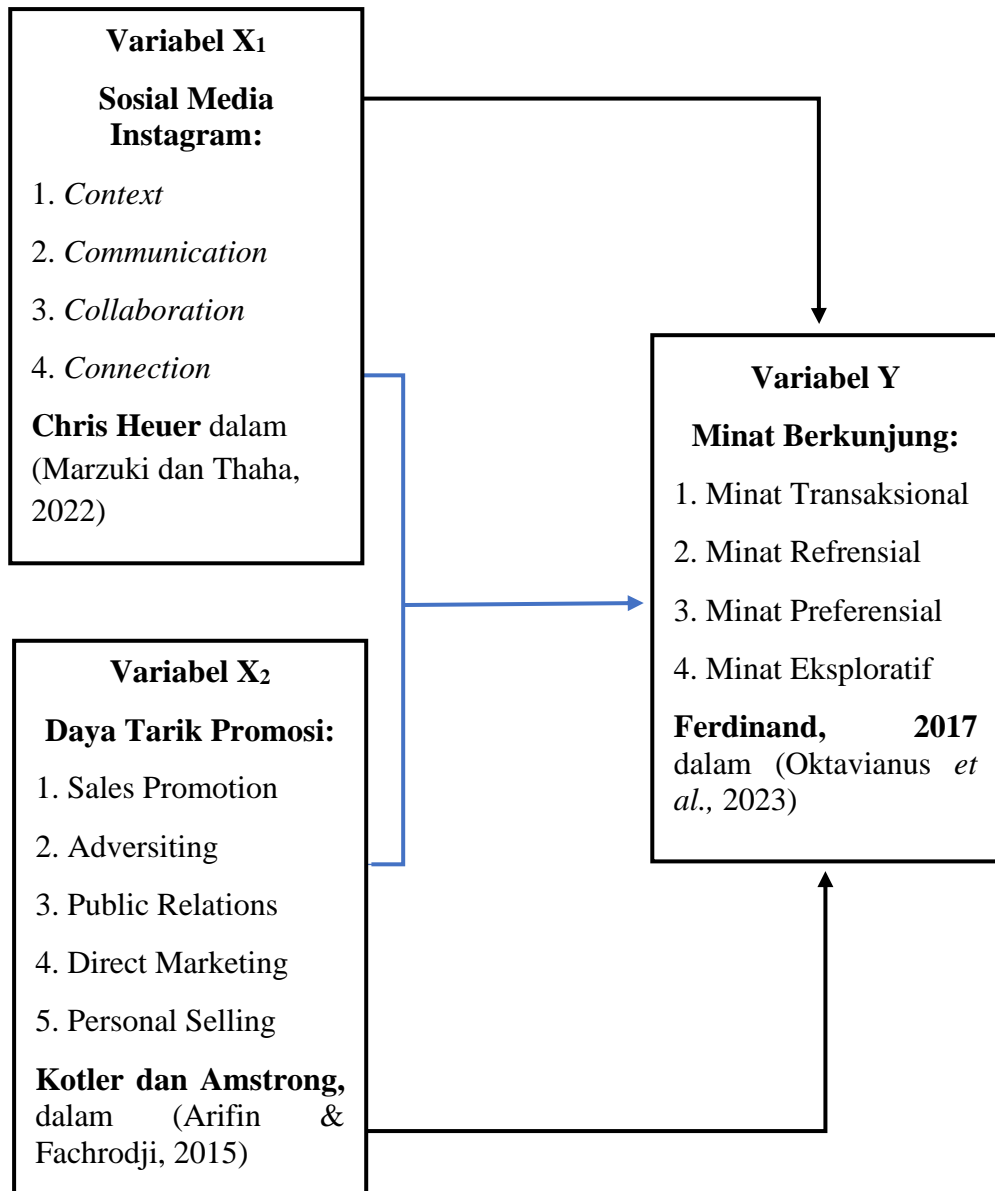 Variabel X1
Sosial Media
Instagram:
1. Context
2. Communication
3. Collaboration
4. Connection
Chris Heuer dalam
(Marzuki dan Thaha,
2022)
Variabel X2
Daya Tarik Promosi:
1. Sales Promotion
2. Adversiting
3. Public Relations
4. Direct Marketing
5. Personal Selling
Kotler dan Amstrong,
dalam (Arifin &
Fachrodji, 2015)
Variabel Y
Minat Berkunjung:
1. Minat Transaksional
2. Minat Refrensial
3. Minat Preferensial
4. Minat Eksploratif
Ferdinand, 2017
dalam (Oktavianus et
al., 2023)